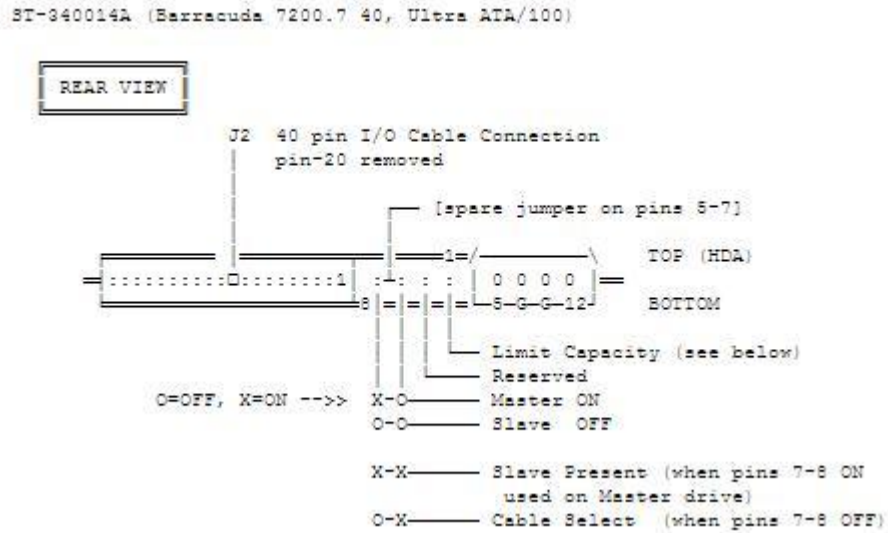 ST-340014A (Barracuda 7200.7 40, Ultra ATA/100)
REAR VIEW
J2 40 pin I/O Cable Connection
pin-20 removed
[spare jumper on pins 5-7]
1 TOP (HDA)
1 0 0 0 0
8 5-G-G-12 BOTTOM
Limit Capacity (see below)
Reserved
O=OFF, X=ON -->> X-O Master ON
O-O Slave OFF
X-X Slave Present (when pins 7-8 ON
used on Master drive)
O-X Cable Select (when pins 7-8 OFF)